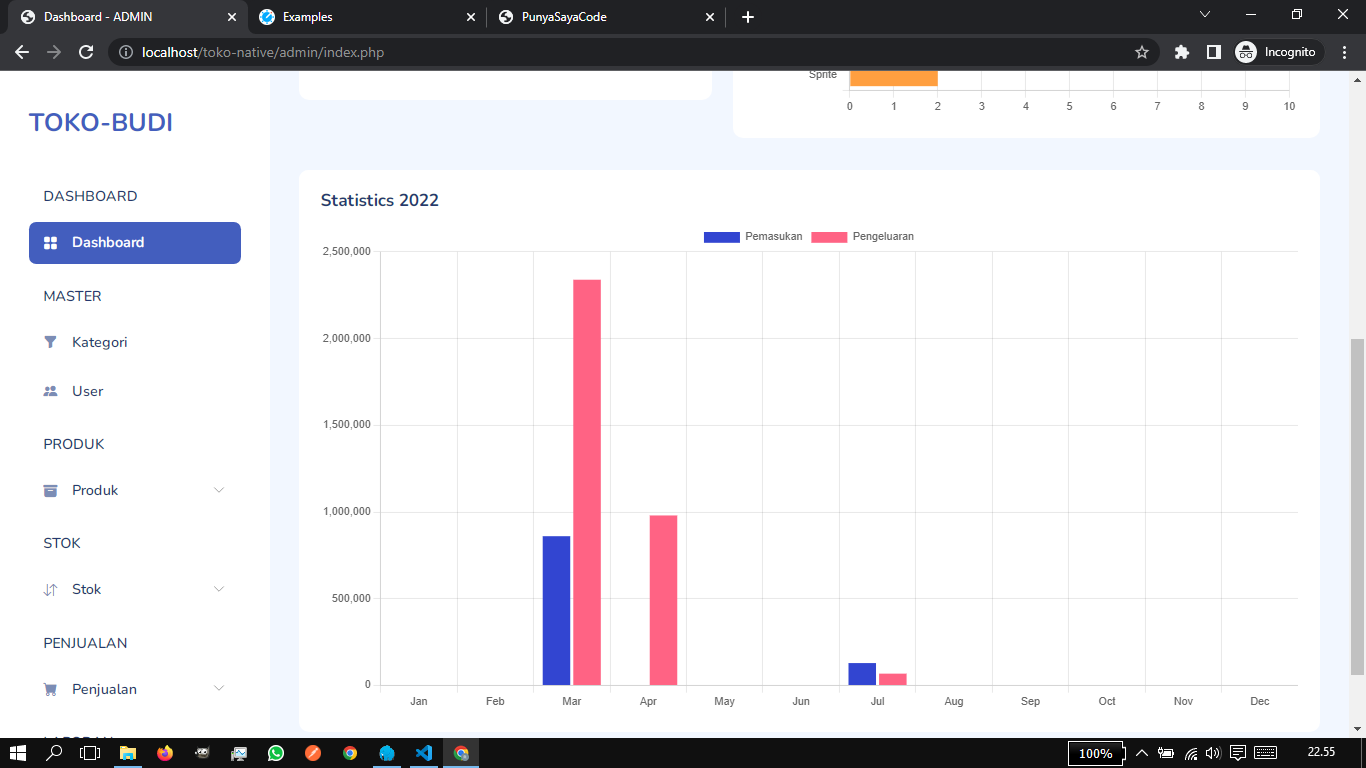 Dashboard - ADMIN
Examples
PunyaSayaCode
localhost/toko-native/admin/index.php
Incognito
TOKO-BUDI
DASHBOARD
Dashboard
MASTER
Kategori
User
PRODUK
Produk
STOK
Stok
PENJUALAN
Penjualan
Sprite
0 1 2 3 4 5 6 7 8 9 10
Statistics 2022
Pemasukan Pengeluaran
2,500,000
2,000,000
1,500,000
1,000,000
500,000
0
Jan Feb Mar Apr May Jun Jul Aug Sep Oct Nov Dec
100%
22.55